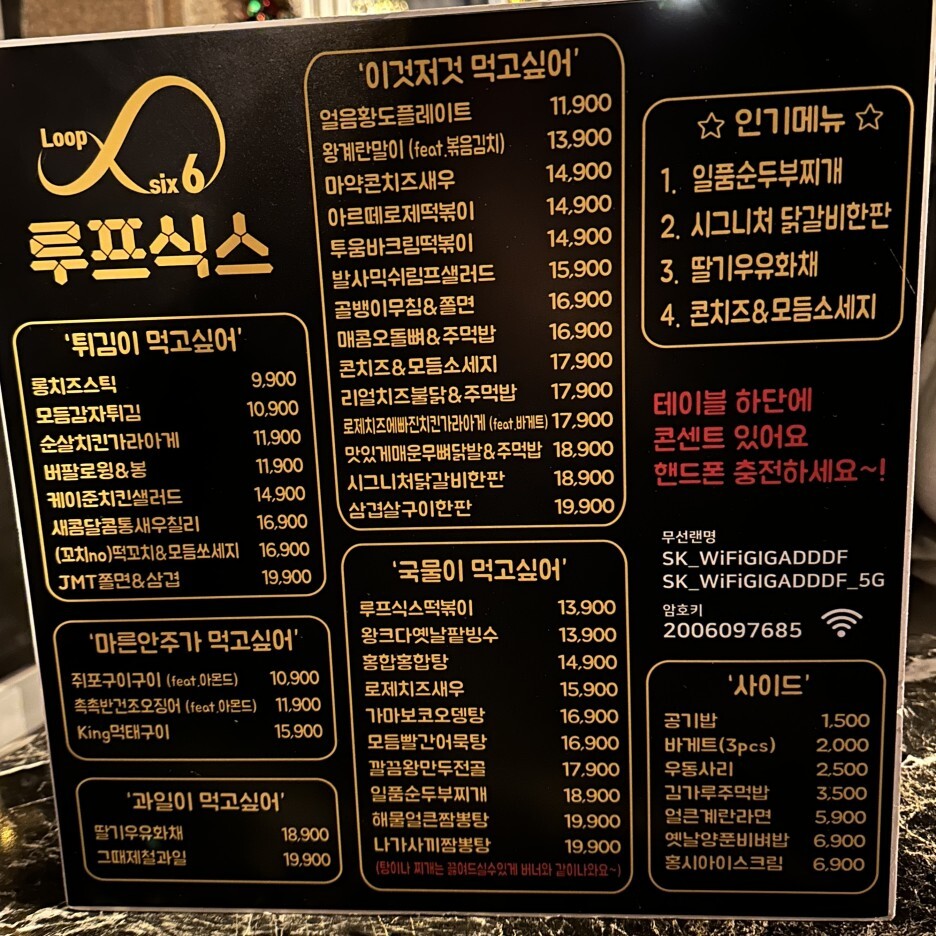 Loop
six 6
루프식스
'튀김이 먹고싶어'
롱치즈스틱 9,900
모듬감자튀김 10,900
순살치킨가라아게 11,900
버팔로윙&봉 11,900
케이준치킨샐러드 14,900
새콤달콤통새우칠리 16,900
(꼬치no)떡꼬치&모듬쏘세지 16,900
JMT쫄면&삼겹 19,900
'마른안주가 먹고싶어'
쥐포구이구이 (feat.아몬드) 10,900
촉촉반건조오징어 (feat.아몬드) 11,900
King먹태구이 15,900
'과일이 먹고싶어'
딸기우유화채 18,900
그때제철과일 19,900
'이것저것 먹고싶어'
얼음황도플레이트 11,900
왕계란말이 (feat.볶음김치) 13,900
마약콘치즈새우 14,900
아르떼로제떡볶이 14,900
투움바크림떡볶이 14,900
발사믹쉬림프샐러드 15,900
골뱅이무침&쫄면 16,900
매콤오돌뼈&주먹밥 16,900
콘치즈&모듬소세지 17,900
리얼치즈불닭&주먹밥 17,900
로제치즈에빠진치킨가라아게 (feat.바게트) 17,900
맛있게매운무뼈닭발&주먹밥 18,900
시그니처닭갈비한판 18,900
삼겹살구이한판 19,900
'국물이 먹고싶어'
루프식스떡볶이 13,900
왕크다옛날팥빙수 13,900
홍합홍합탕 14,900
로제치즈새우 15,900
가마보코오뎅탕 16,900
모듬빨간어묵탕 16,900
깔끔왕만두전골 17,900
일품순두부찌개 18,900
해물얼큰짬뽕탕 19,900
나가사끼짬뽕탕 19,900
(탕이나 찌개는 끓여드실수있게 버너와 같이나와요~)
☆ 인기메뉴 ☆
1. 일품순두부찌개
2. 시그니처 닭갈비한판
3. 딸기우유화채
4. 콘치즈&모듬소세지
테이블 하단에
콘센트 있어요
핸드폰 충전하세요~!
무선랜명
SK_WiFiGIGADDDF
SK_WiFiGIGADDDF_5G
암호키
2006097685
'사이드'
공기밥 1,500
바게트(3pcs) 2,000
우동사리 2,500
김가루주먹밥 3,500
얼큰계란라면 5,900
옛날양푼비벼밥 6,900
홍시아이스크림 6,900